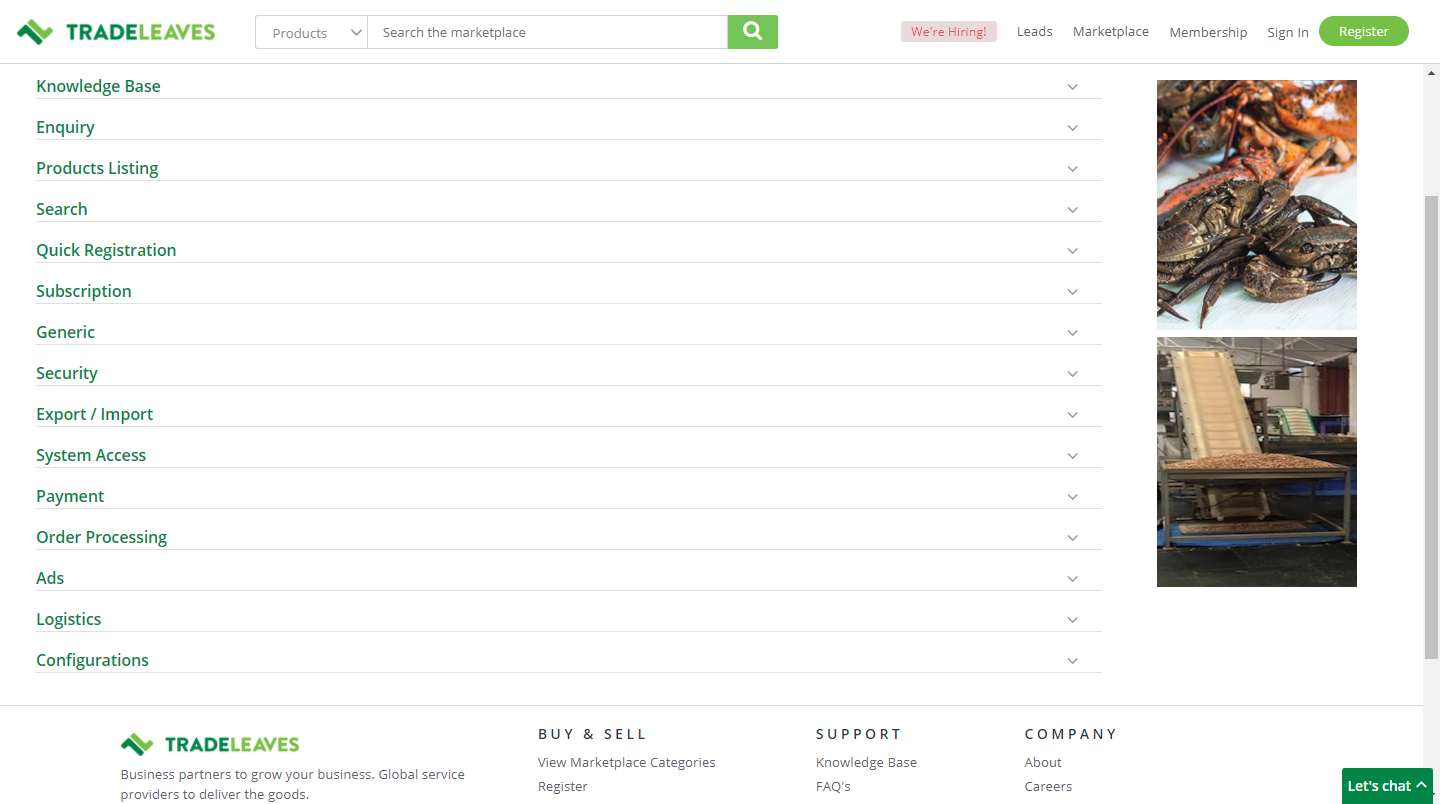 TRADELEAVES
Products
Search the marketplace
We're Hiring!
Leads
Marketplace
Membership
Sign In
Register
Knowledge Base
Enquiry
Products Listing
Search
Quick Registration
Subscription
Generic
Security
Export / Import
System Access
Payment
Order Processing
Ads
Logistics
Configurations
TRADELEAVES
Business partners to grow your business. Global service
providers to deliver the goods.
BUY & SELL
View Marketplace Categories
Register
SUPPORT
Knowledge Base
FAQ's
COMPANY
About
Careers
Let's chat